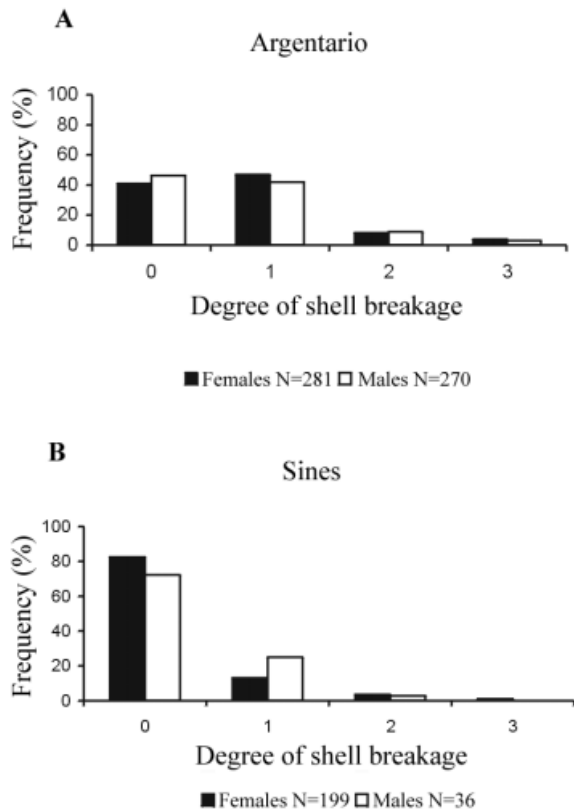 A
Argentario
Frequency (%)
100
80
60
40
20
0
0 1 2 3
Degree of shell breakage
Females N=281 Males N=270
B
Sines
Frequency (%)
100
80
60
40
20
0
0 1 2 3
Degree of shell breakage
Females N=199 Males N=36